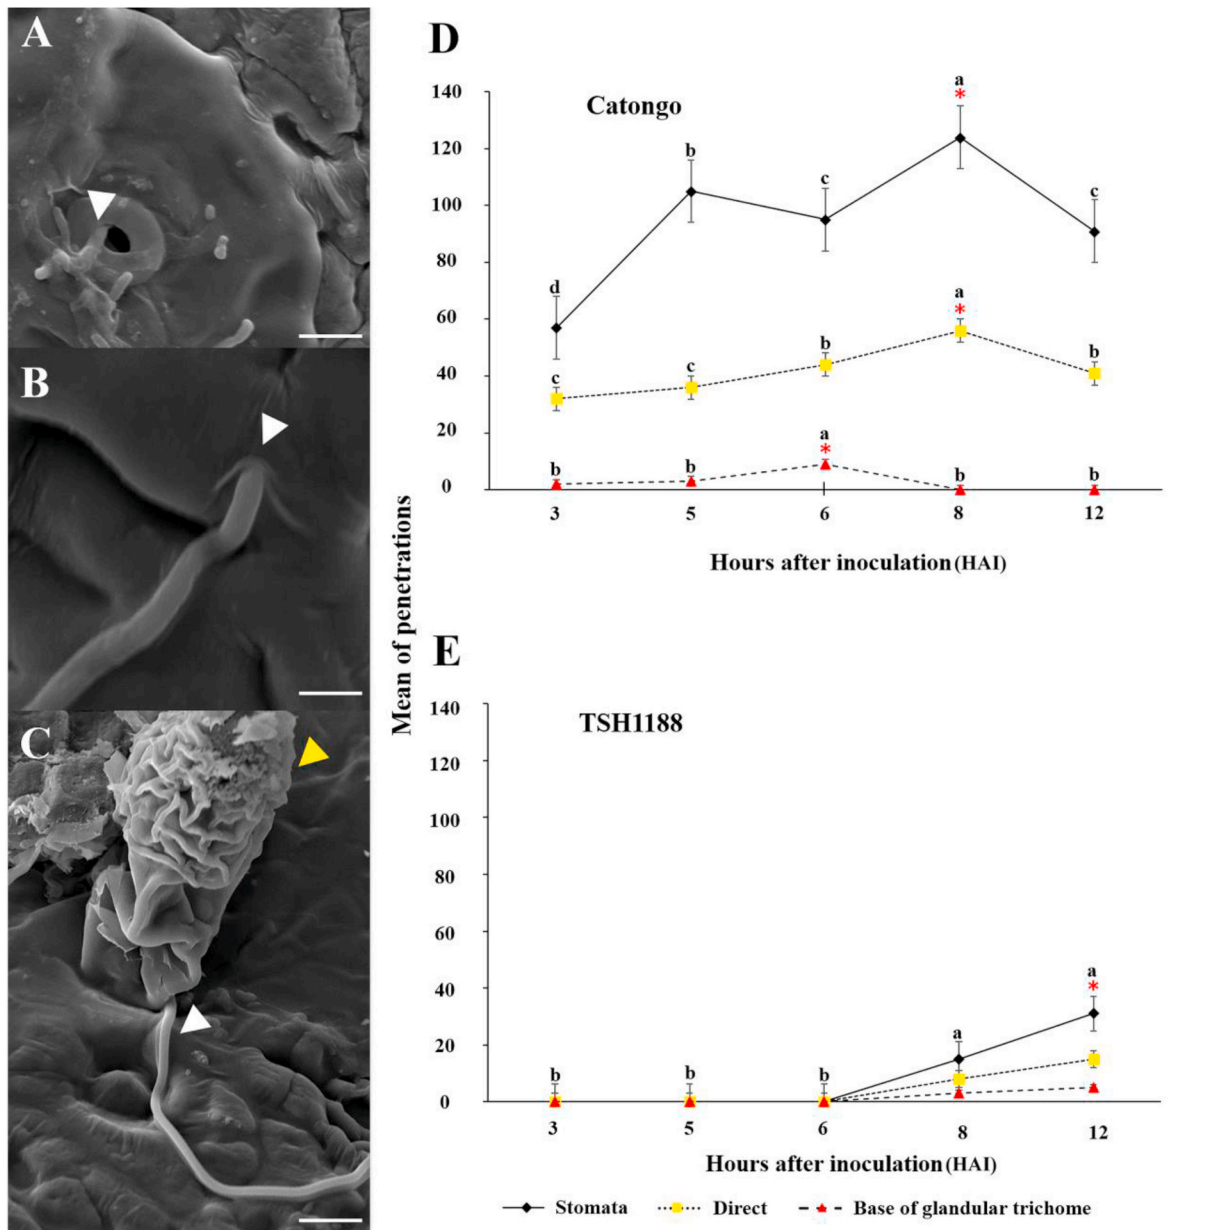 A
B
C
D
Catongo
140
120
100
80
60
40
20
0
d
b
c
a
*
c
c
c
b
a
*
b
b
b
a
*
b
b
3
5
6
8
12
Hours after inoculation (HAI)
Mean of penetrations
E
TSH1188
140
120
100
80
60
40
20
0
b
b
b
a
a
*
3
5
6
8
12
Hours after inoculation (HAI)
Stomata Direct Base of glandular trichome